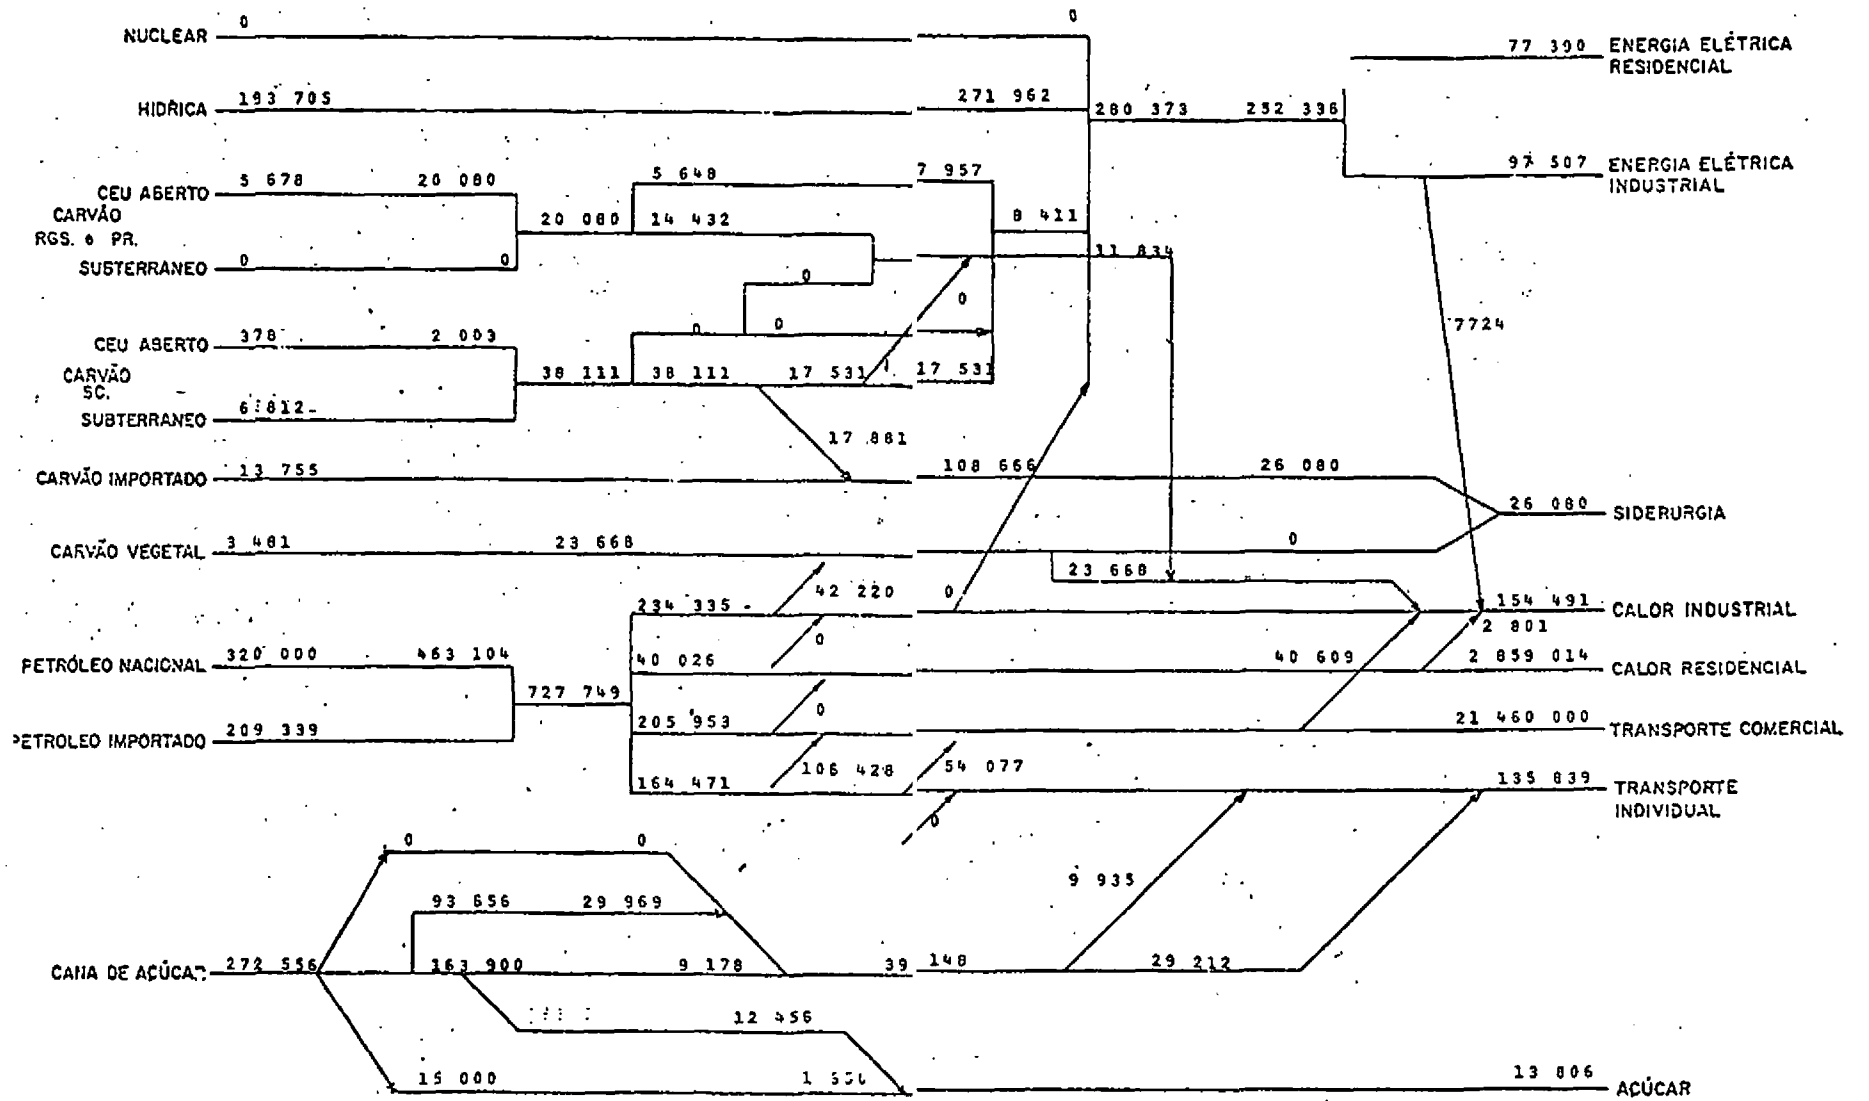 0
0
NUCLEAR
77 390
ENERGIA ELÉTRICA
RESIDENCIAL
HIDRICA
193 705
271 962
280 373
252 336
5 678
20 080
5 648
7 957
97 507
ENERGIA ELÉTRICA
INDUSTRIAL
CEU ABERTO
CARVÃO
RGS. e PR.
20 080
14 432
8 411
SUBTERRANEO
0
0
0
11 834
0
CEU ABERTO
378
2 003
0
0
7724
CARVÃO
SC.
38 111
38 111
17 531
17 531
SUBTERRANEO
17 881
CARVÃO IMPORTADO
13 755
108 666
26 080
26 080
SIDERURGIA
CARVÃO VEGETAL
3 481
23 668
0
23 668
42 220
0
234 335
154 491
CALOR INDUSTRIAL
2 801
0
PETRÓLEO NACIONAL
320 000
463 104
40 026
40 609
2 859 014
CALOR RESIDENCIAL
727 749
205 953
0
21 460 000
TRANSPORTE COMERCIAL
PETROLEO IMPORTADO
209 339
164 471
106 428
54 077
135 839
TRANSPORTE
INDIVIDUAL
0
0
0
9 935
93 656
29 969
CANA DE AÇÚCAR
272 556
163 900
9 178
39 148
29 212
12 456
15 000
13 806
AÇÚCAR